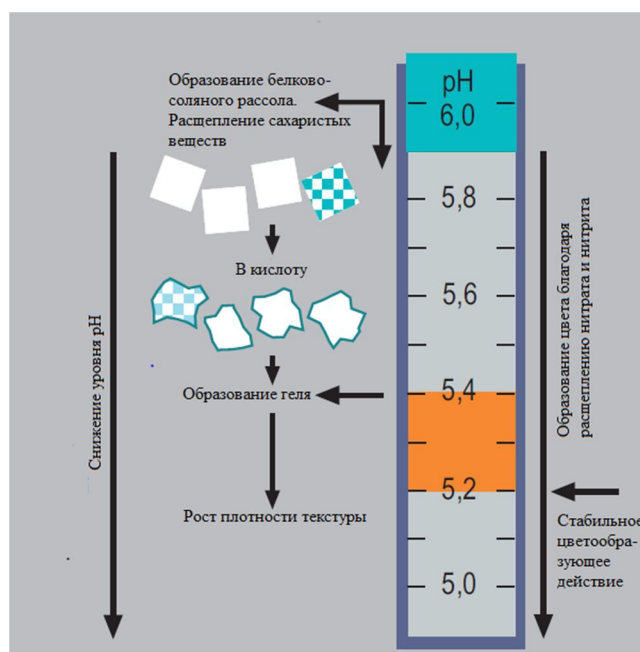 Образование белково-
соляного рассола.
Расщепление сахаристых
веществ
В кислоту
Образование геля
Рост плотности текстуры
Снижение уровня pH
pH
6,0
5,8
5,6
5,4
5,2
5,0
Образование цвета благодаря
расщеплению нитрата и нитрита
Стабильное
цветообра-
зующее
действие